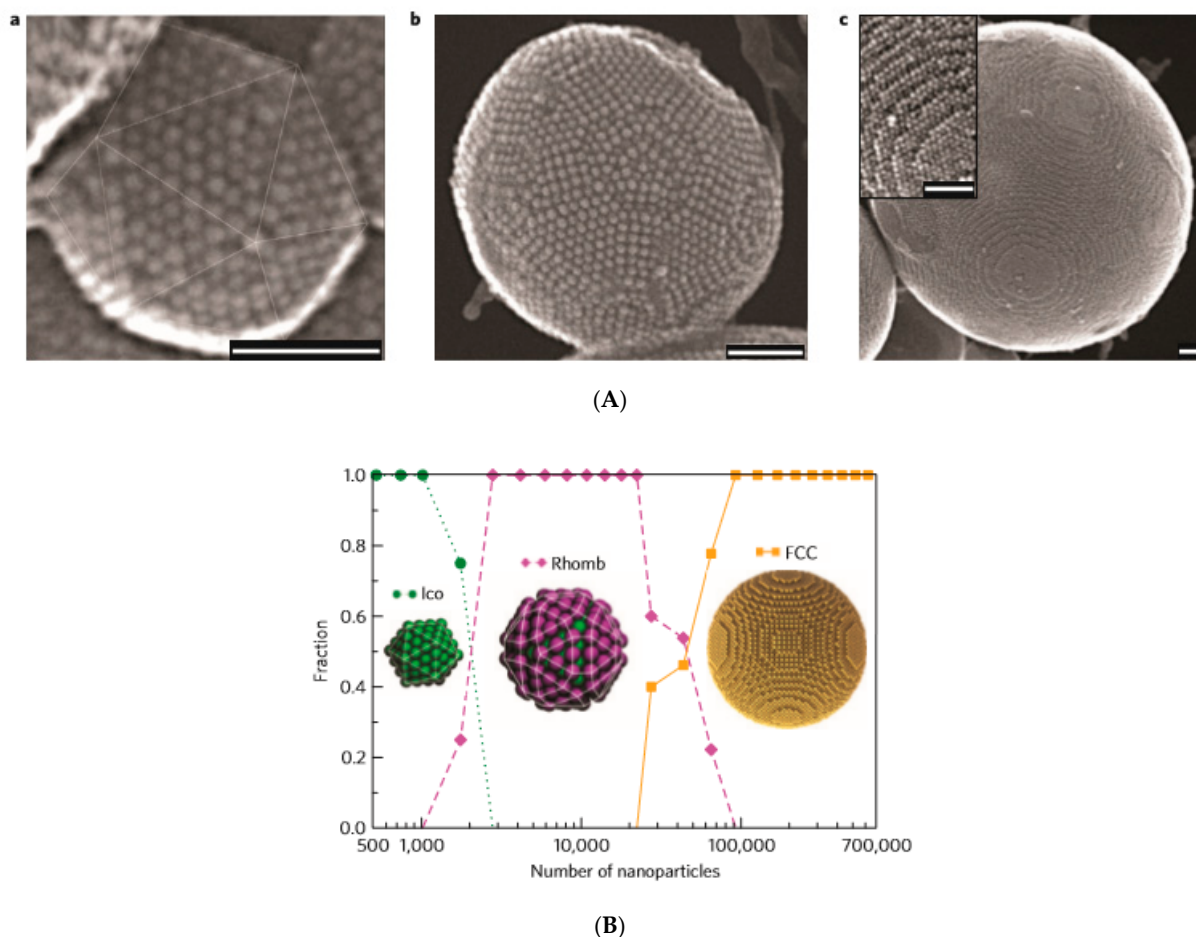 a b c
(A)
1.0
0.8
0.6
0.4
0.2
0.0
Fraction
Ico
Rhomb
FCC
500 1,000 10,000 100,000 700,000
Number of nanoparticles
(B)